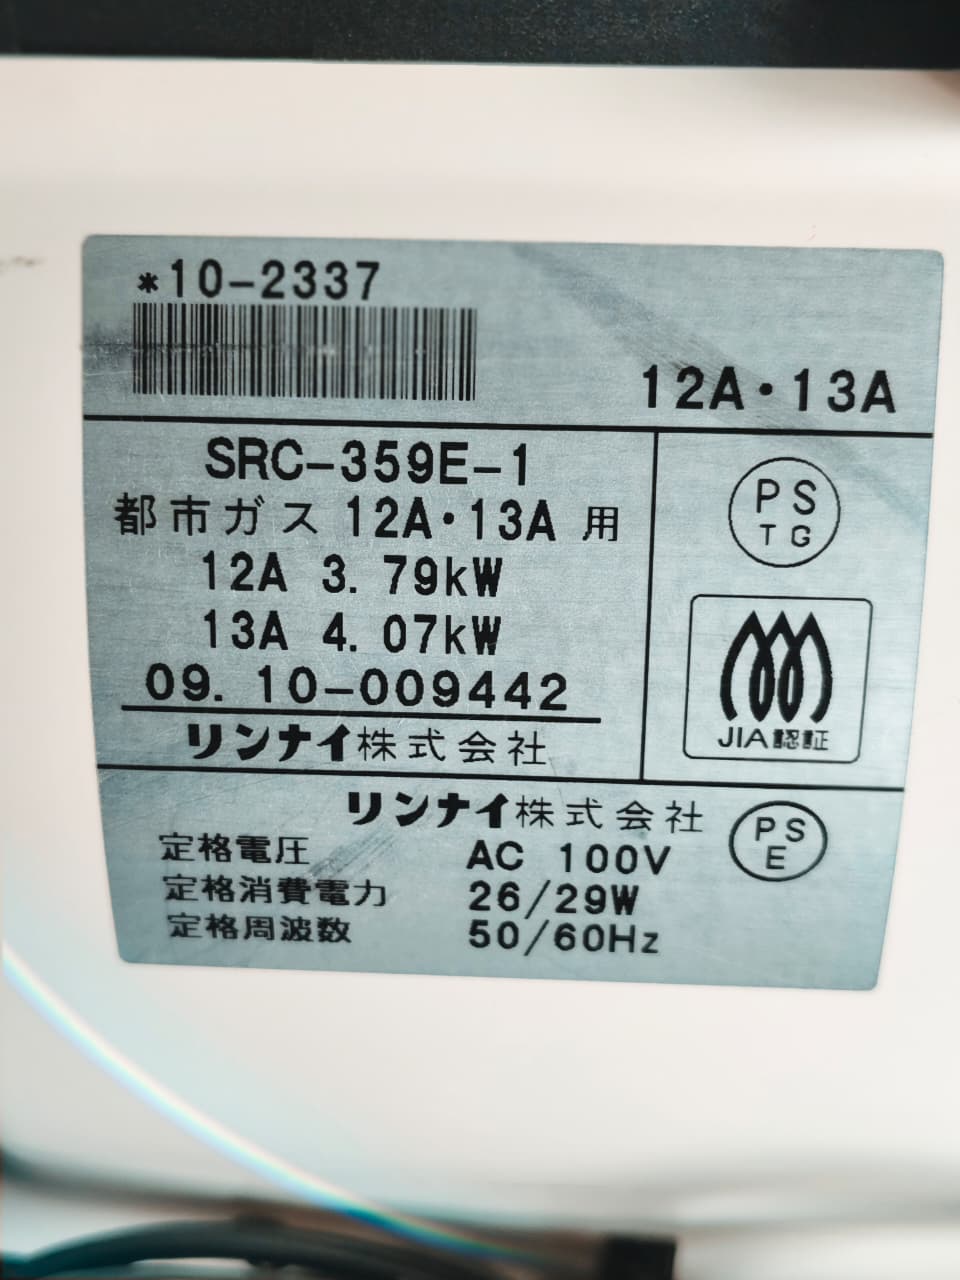 *10-2337
12A・13A
SRC-359E-1
都市ガス 12A・13A 用
12A 3.79kW
13A 4.07kW
09.10-009442
リンナイ株式会社
PS
TG
JIA認証
リンナイ株式会社
定格電圧 AC 100V
定格消費電力 26/29W
定格周波数 50/60Hz
PS
E